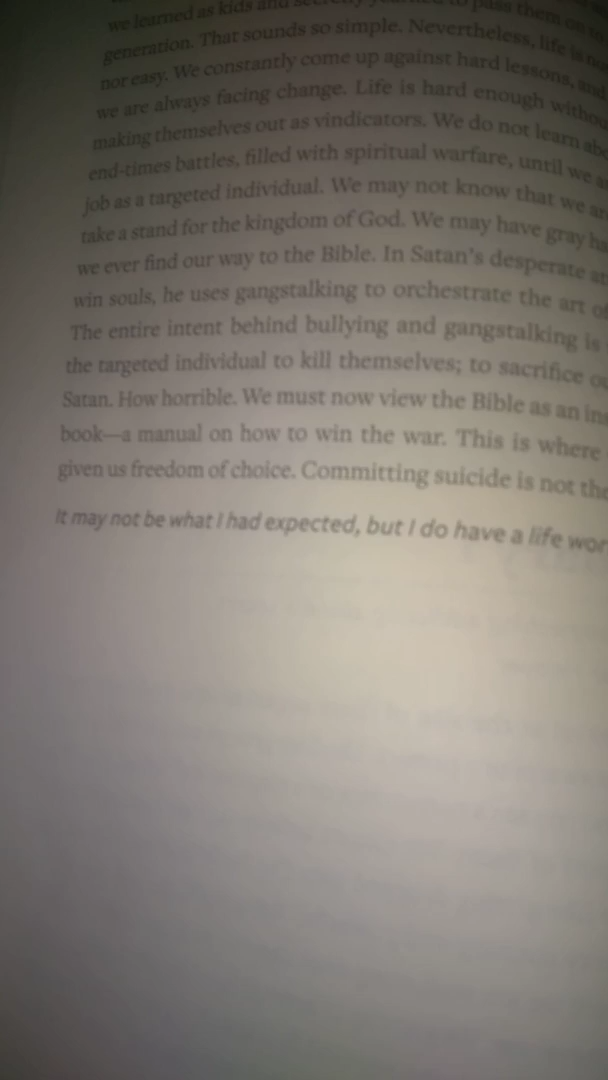 we learned as kids and to pass them on
generation. That sounds so simple. Nevertheless, life is
nor easy. We constantly come up against hard lessons, and
we are always facing change. Life is hard enough withou
making themselves out as vindicators. We do not learn abo
end-times battles, filled with spiritual warfare, until we a
job as a targeted individual. We may not know that we are
take a stand for the kingdom of God. We may have gray ha
we ever find our way to the Bible. In Satan's desperate at
win souls, he uses gangstalking to orchestrate the art of
The entire intent behind bullying and gangstalking is
the targeted individual to kill themselves; to sacrifice ou
Satan. How horrible. We must now view the Bible as an ins
book—a manual on how to win the war. This is where
given us freedom of choice. Committing suicide is not the
It may not be what I had expected, but I do have a life wor